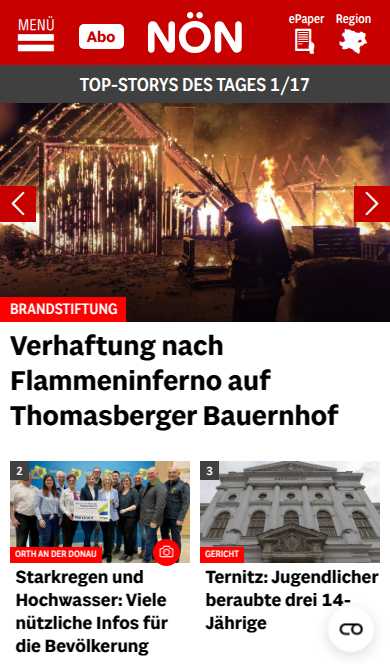 MENÜ
Abo
NÖN
ePaper
Region
TOP-STORYS DES TAGES 1/17
BRANDSTIFTUNG
Verhaftung nach
Flammeninferno auf
Thomasberger Bauernhof
2
ORTH AN DER DONAU
Starkregen und
Hochwasser: Viele
nützliche Infos für
die Bevölkerung
3
GERICHT
Ternitz: Jugendlicher
beraubte drei 14-
Jährige